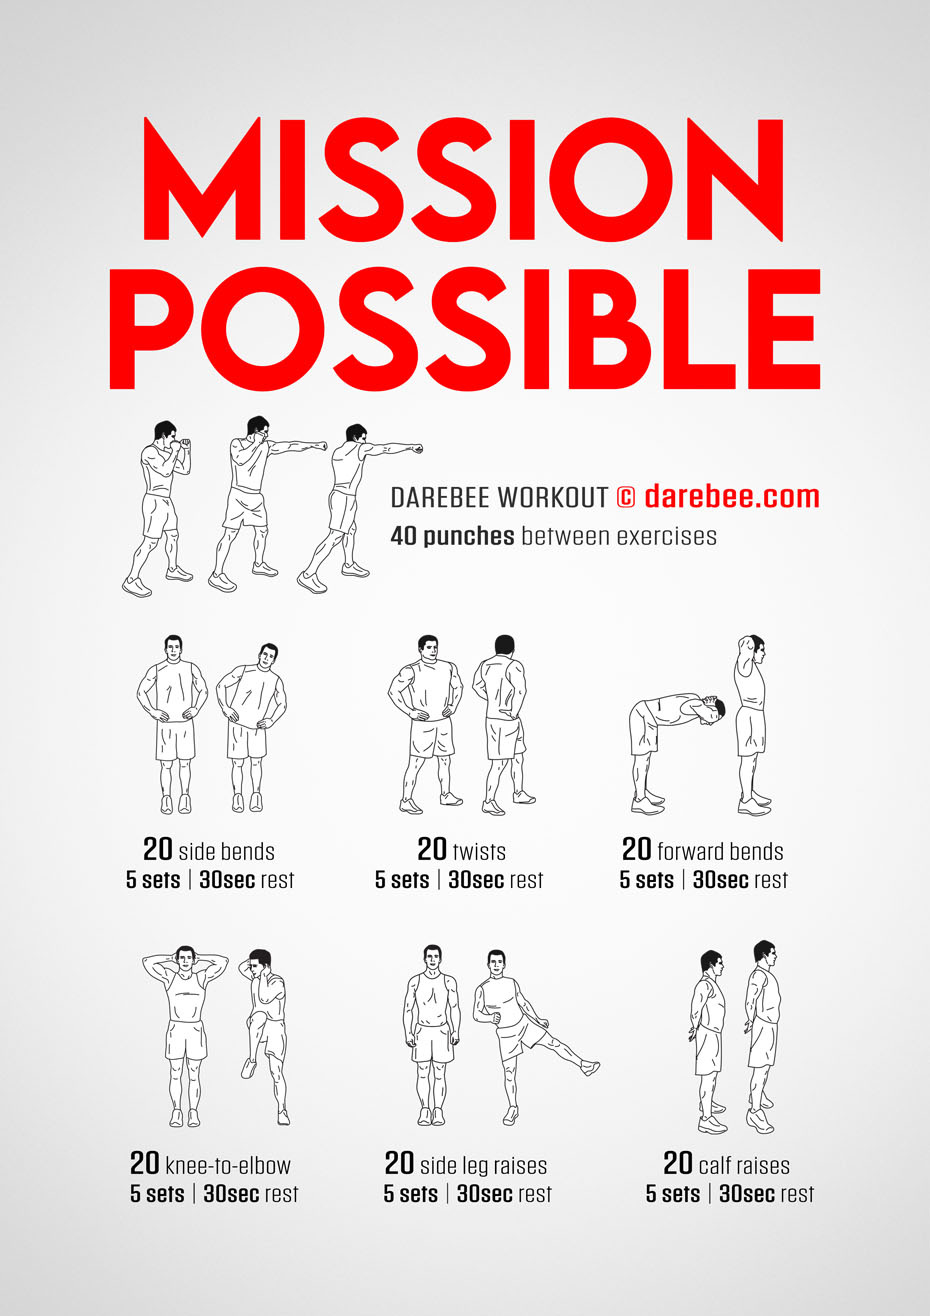 MISSION
POSSIBLE
DAREBEE WORKOUT © darebee.com
40 punches between exercises
20 side bends
5 sets | 30sec rest
20 twists
5 sets | 30sec rest
20 forward bends
5 sets | 30sec rest
20 knee-to-elbow
5 sets | 30sec rest
20 side leg raises
5 sets | 30sec rest
20 calf raises
5 sets | 30sec rest